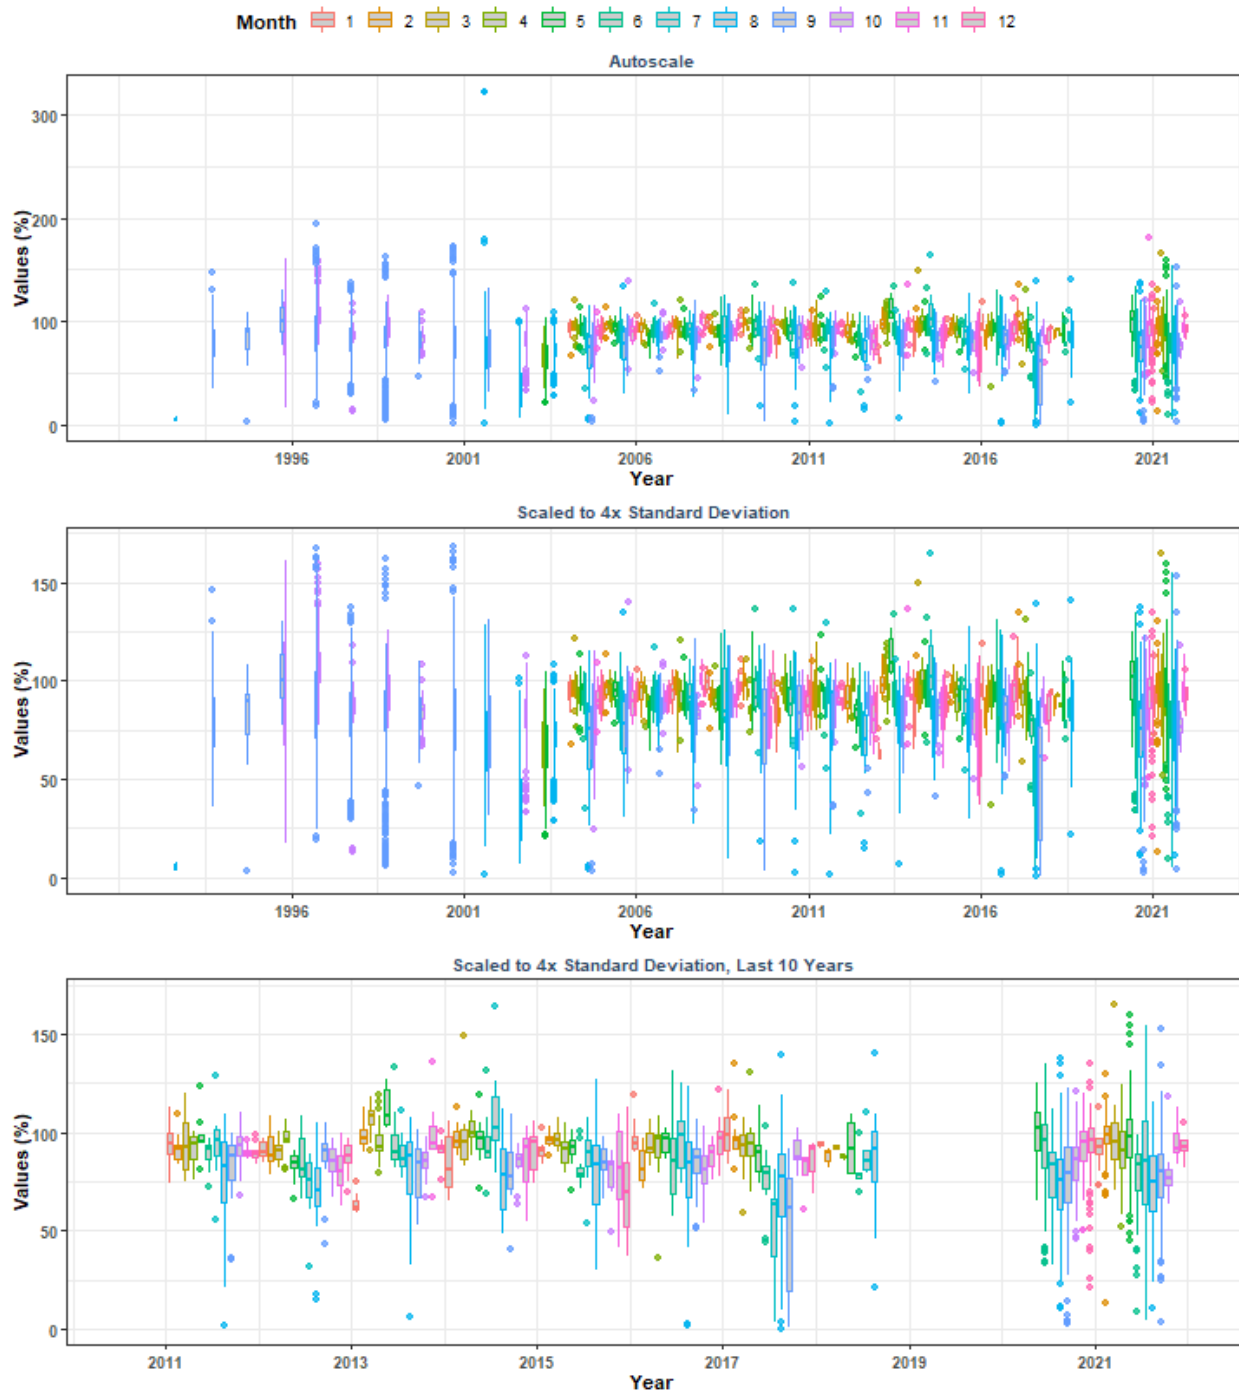 Month 1 2 3 4 5 6 7 8 9 10 11 12
Autoscale
Values (%)
300
200
100
0
1996 2001 2006 2011 2016 2021
Year
Scaled to 4x Standard Deviation
Values (%)
150
100
50
0
1996 2001 2006 2011 2016 2021
Year
Scaled to 4x Standard Deviation, Last 10 Years
Values (%)
150
100
50
0
2011 2013 2015 2017 2019 2021
Year